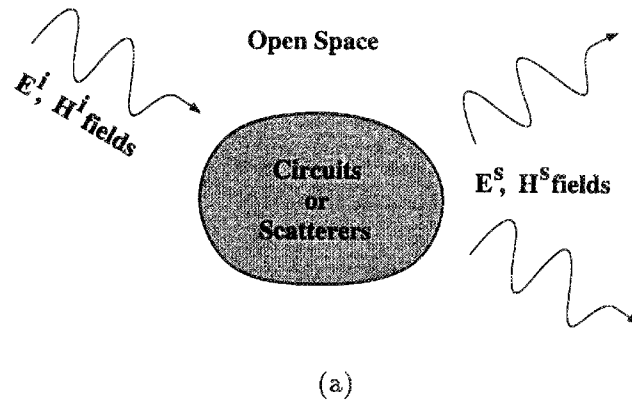 Open Space
E^i, H^i fields
Circuits
or
Scatterers
E^s, H^s fields
(a)